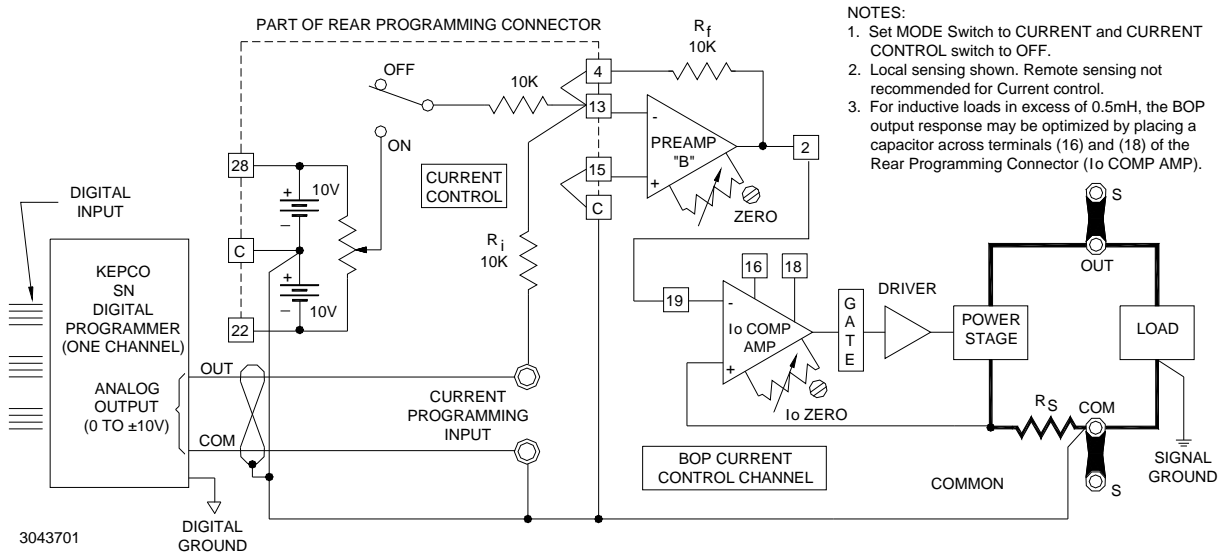 PART OF REAR PROGRAMMING CONNECTOR
NOTES:
1. Set MODE Switch to CURRENT and CURRENT
CONTROL switch to OFF.
2. Local sensing shown. Remote sensing not
recommended for Current control.
3. For inductive loads in excess of 0.5mH, the BOP
output response may be optimized by placing a
capacitor across terminals (16) and (18) of the
Rear Programming Connector (Io COMP AMP).
Rf
10K
OFF
10K
4
13
-
PREAMP
"B"
+
2
ON
28
15
C
CURRENT
CONTROL
ZERO
+
10V
–
C
+
10V
–
22
Ri
10K
DIGITAL
INPUT
KEPCO
SN
DIGITAL
PROGRAMMER
(ONE CHANNEL)
ANALOG
OUTPUT
(0 TO ±10V)
OUT
COM
CURRENT
PROGRAMMING
INPUT
16
18
19
-
Io COMP
AMP
+
Io ZERO
GATE
DRIVER
POWER
STAGE
S
OUT
LOAD
RS
COM
S
SIGNAL
GROUND
BOP CURRENT
CONTROL CHANNEL
COMMON
DIGITAL
GROUND
3043701